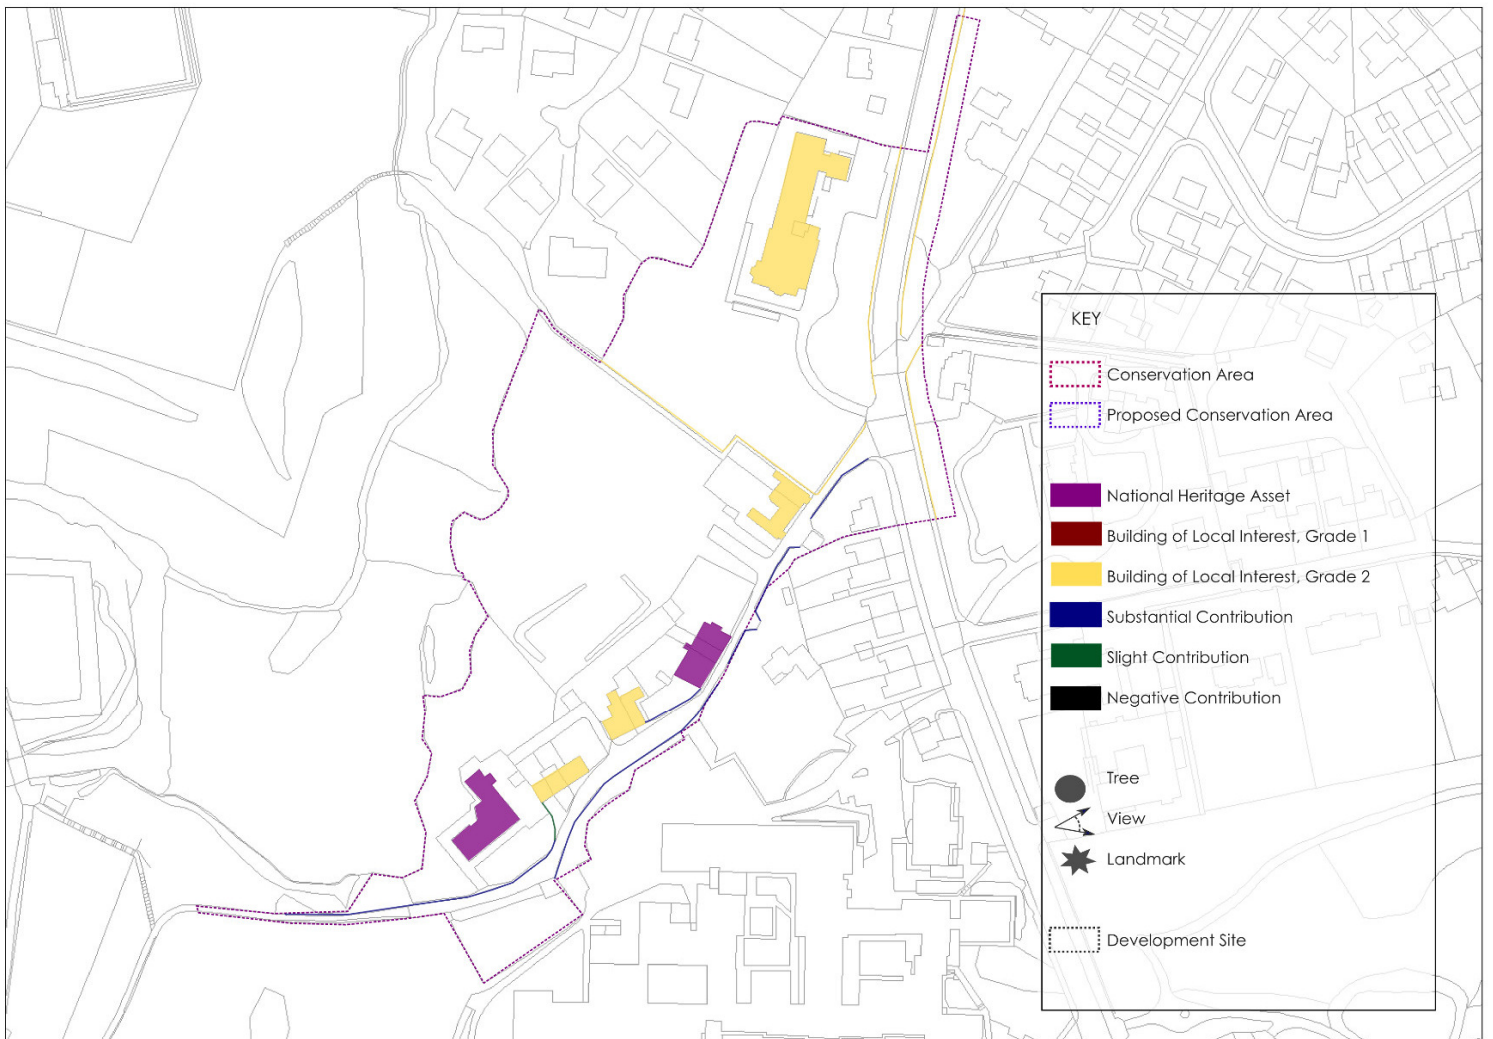 KEY
Conservation Area
Proposed Conservation Area
National Heritage Asset
Building of Local Interest, Grade 1
Building of Local Interest, Grade 2
Substantial Contribution
Slight Contribution
Negative Contribution
Tree
View
Landmark
Development Site